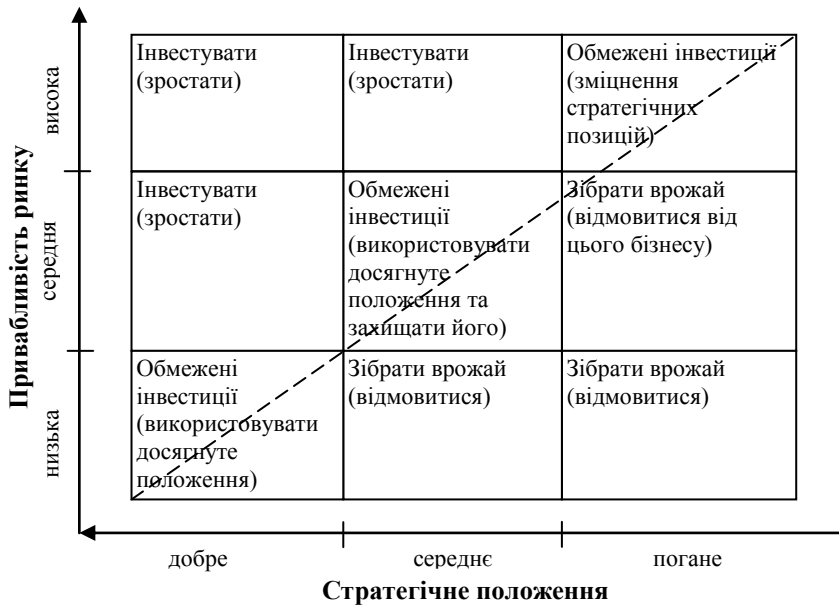 Інвестувати
(зростати)
Інвестувати
(зростати)
Обмежені інвестиції
(зміцнення
стратегічних
позицій)
Інвестувати
(зростати)
Обмежені
інвестиції
(використовувати
досягнуте
положення та
захищати його)
Зібрати врожай
(відмовитися від
цього бізнесу)
Обмежені
інвестиції
(використовувати
досягнуте
положення)
Зібрати врожай
(відмовитися)
Зібрати врожай
(відмовитися)
Привабливість ринку
висока
середня
низька
добре
середнє
погане
Стратегічне положення